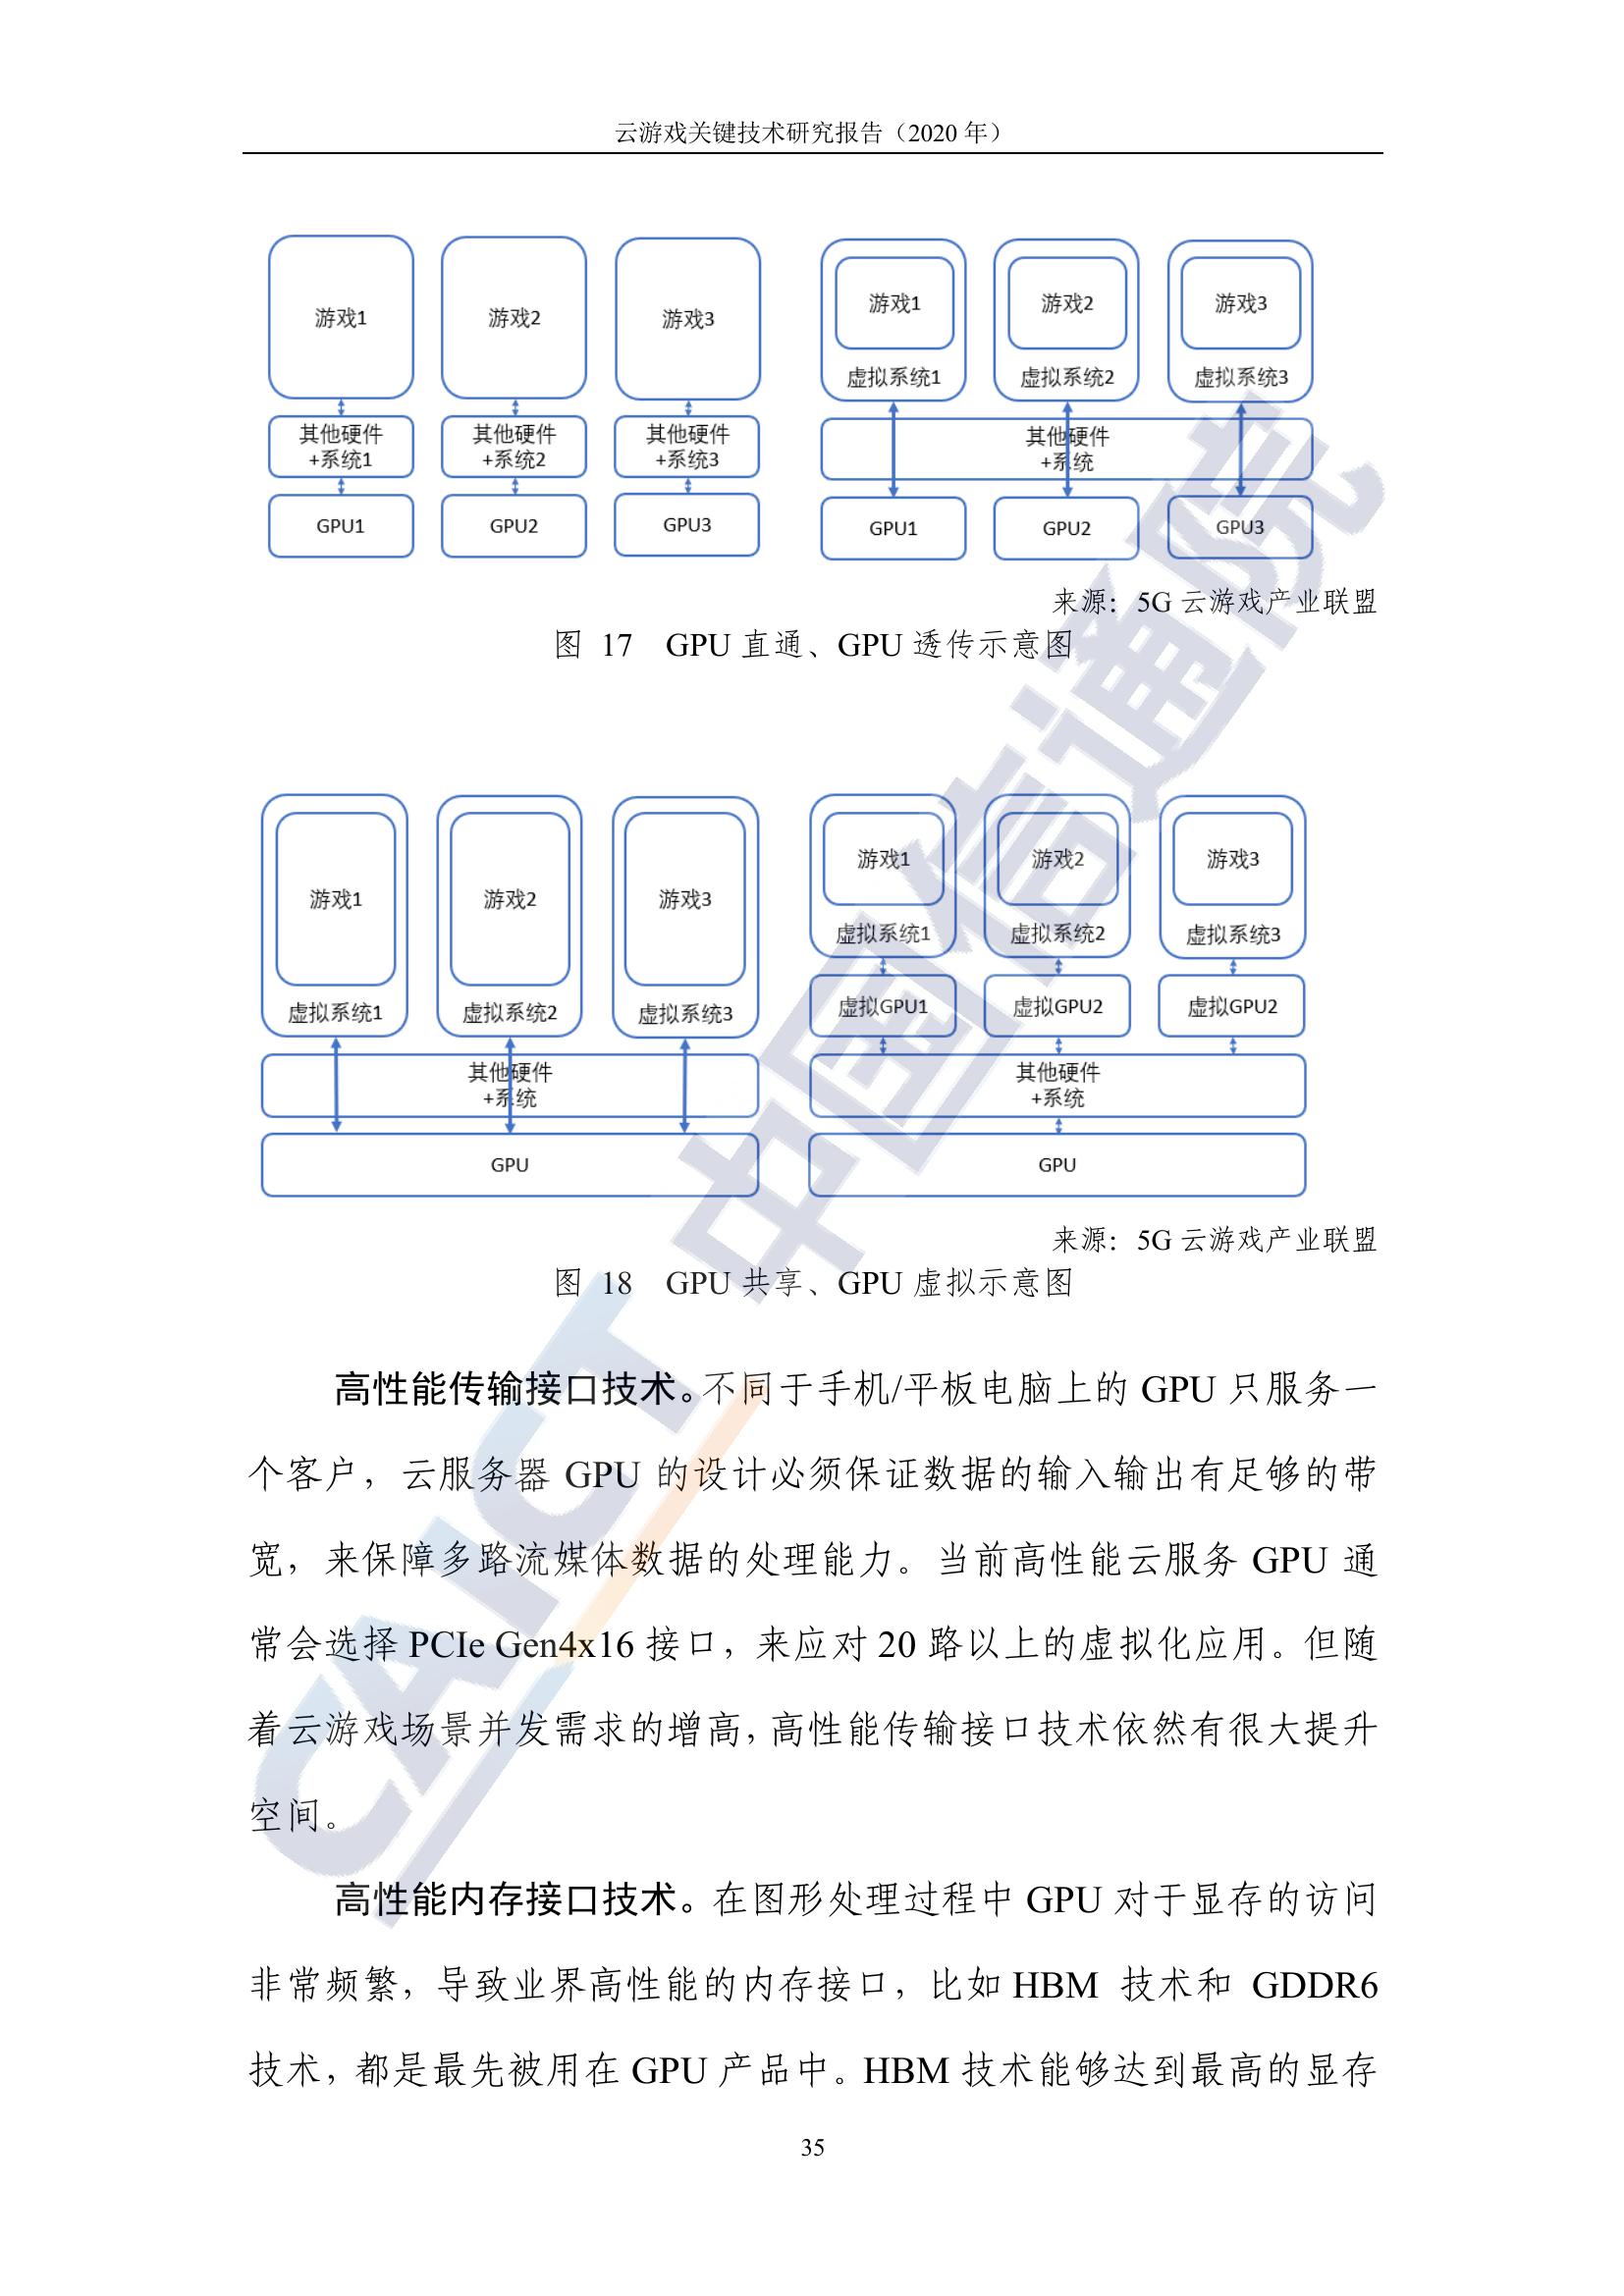 云游戏关键技术研究报告（2020 年）
游戏1 游戏2 游戏3
其他硬件 其他硬件 其他硬件
+系统1 +系统2 +系统3
GPU1 GPU2 GPU3
游戏1 游戏2 游戏3
虚拟系统1 虚拟系统2 虚拟系统3
其他硬件
+系统
GPU1 GPU2 GPU3
来源：5G 云游戏产业联盟
图 17 GPU 直通、GPU 透传示意图
游戏1 游戏2 游戏3
虚拟系统1 虚拟系统2 虚拟系统3
其他硬件
+系统
GPU
游戏1 游戏2 游戏3
虚拟系统1 虚拟系统2 虚拟系统3
虚拟GPU1 虚拟GPU2 虚拟GPU2
其他硬件
+系统
GPU
来源：5G 云游戏产业联盟
图 18 GPU 共享、GPU 虚拟示意图
高性能传输接口技术。不同于手机/平板电脑上的 GPU 只服务一
个客户，云服务器 GPU 的设计必须保证数据的输入输出有足够的带
宽，来保障多路流媒体数据的处理能力。当前高性能云服务 GPU 通
常会选择 PCIe Gen4x16 接口，来应对 20 路以上的虚拟化应用。但随
着云游戏场景并发需求的增高，高性能传输接口技术依然有很大提升
空间。
高性能内存接口技术。在图形处理过程中 GPU 对于显存的访问
非常频繁，导致业界高性能的内存接口，比如 HBM 技术和 GDDR6
技术，都是最先被用在 GPU 产品中。HBM 技术能够达到最高的显存
35
CAICT 中国信通院